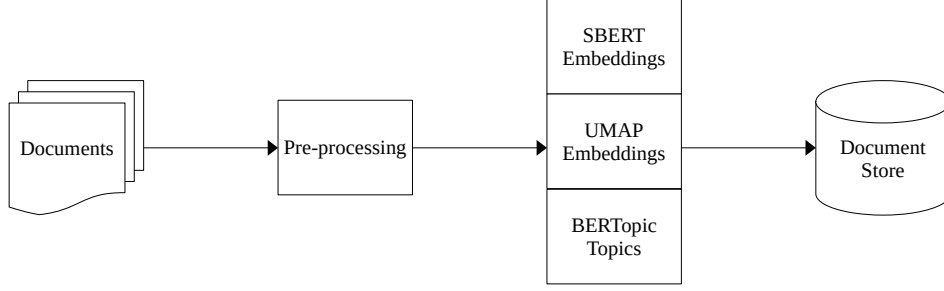 Documents
Pre-processing
SBERT
Embeddings
UMAP
Embeddings
BERTopic
Topics
Document
Store